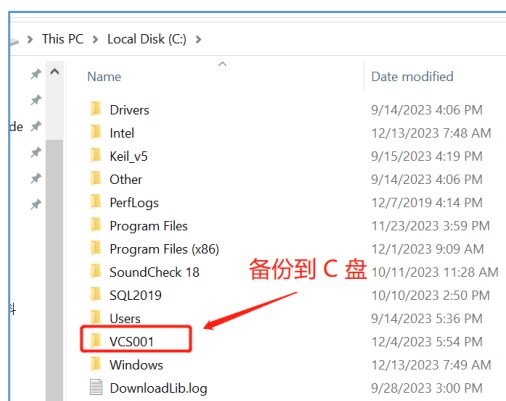 This PC > Local Disk (C:) >
Name Date modified
Drivers 9/14/2023 4:06 PM
de Intel 12/13/2023 7:48 AM
Keil_v5 9/15/2023 4:19 PM
Other 9/14/2023 4:06 PM
PerfLogs 12/7/2019 4:14 PM
Program Files 11/23/2023 3:59 PM
Program Files (x86) 12/1/2023 9:09 AM
备份到 C 盘
SoundCheck 18 10/11/2023 11:28 AM
SQL2019 10/10/2023 2:50 PM
Users 9/14/2023 5:36 PM
VCS001 12/4/2023 5:54 PM
Windows 12/13/2023 7:49 AM
DownloadLib.log 9/28/2023 3:00 PM